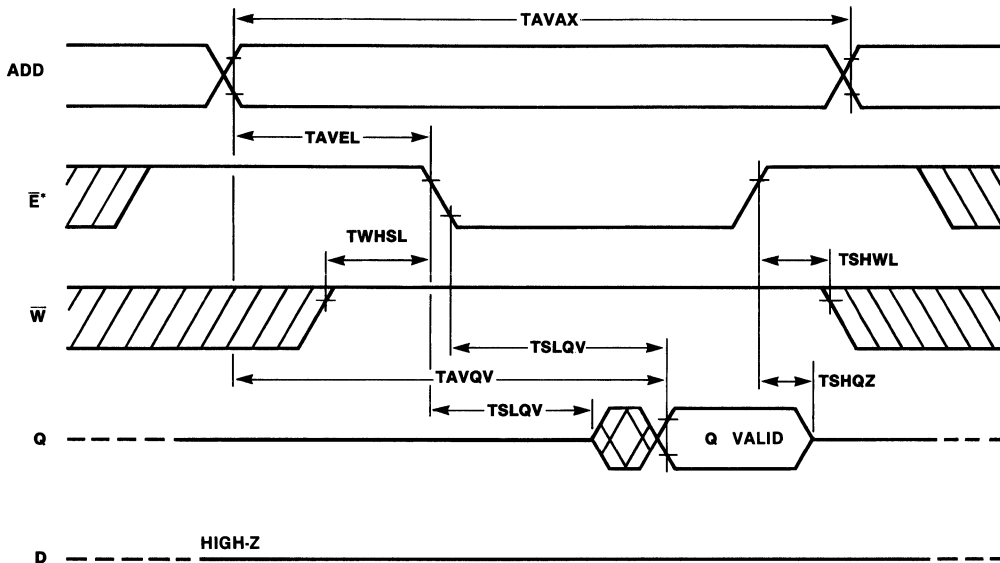 TAVAX
ADD
TAVEL
E̅*
TWHSL
TSHWL
W̅
TSLQV
TAVQV
TSHQZ
TSLQV
Q
Q VALID
HIGH-Z
D